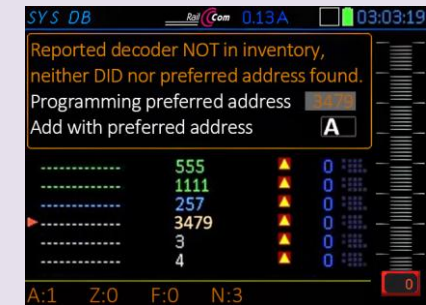 SYS DB RailCom 0.13A 03:03:19
Reported decoder NOT in inventory,
neither DID nor preferred address found.
Programming preferred address 3479
Add with preferred address A
------------- 555 0
------------- 1111 0
------------- 257 0
------------- 3479 0
------------- 3 0
------------- 4 0
A:1 Z:0 F:0 N:3 0